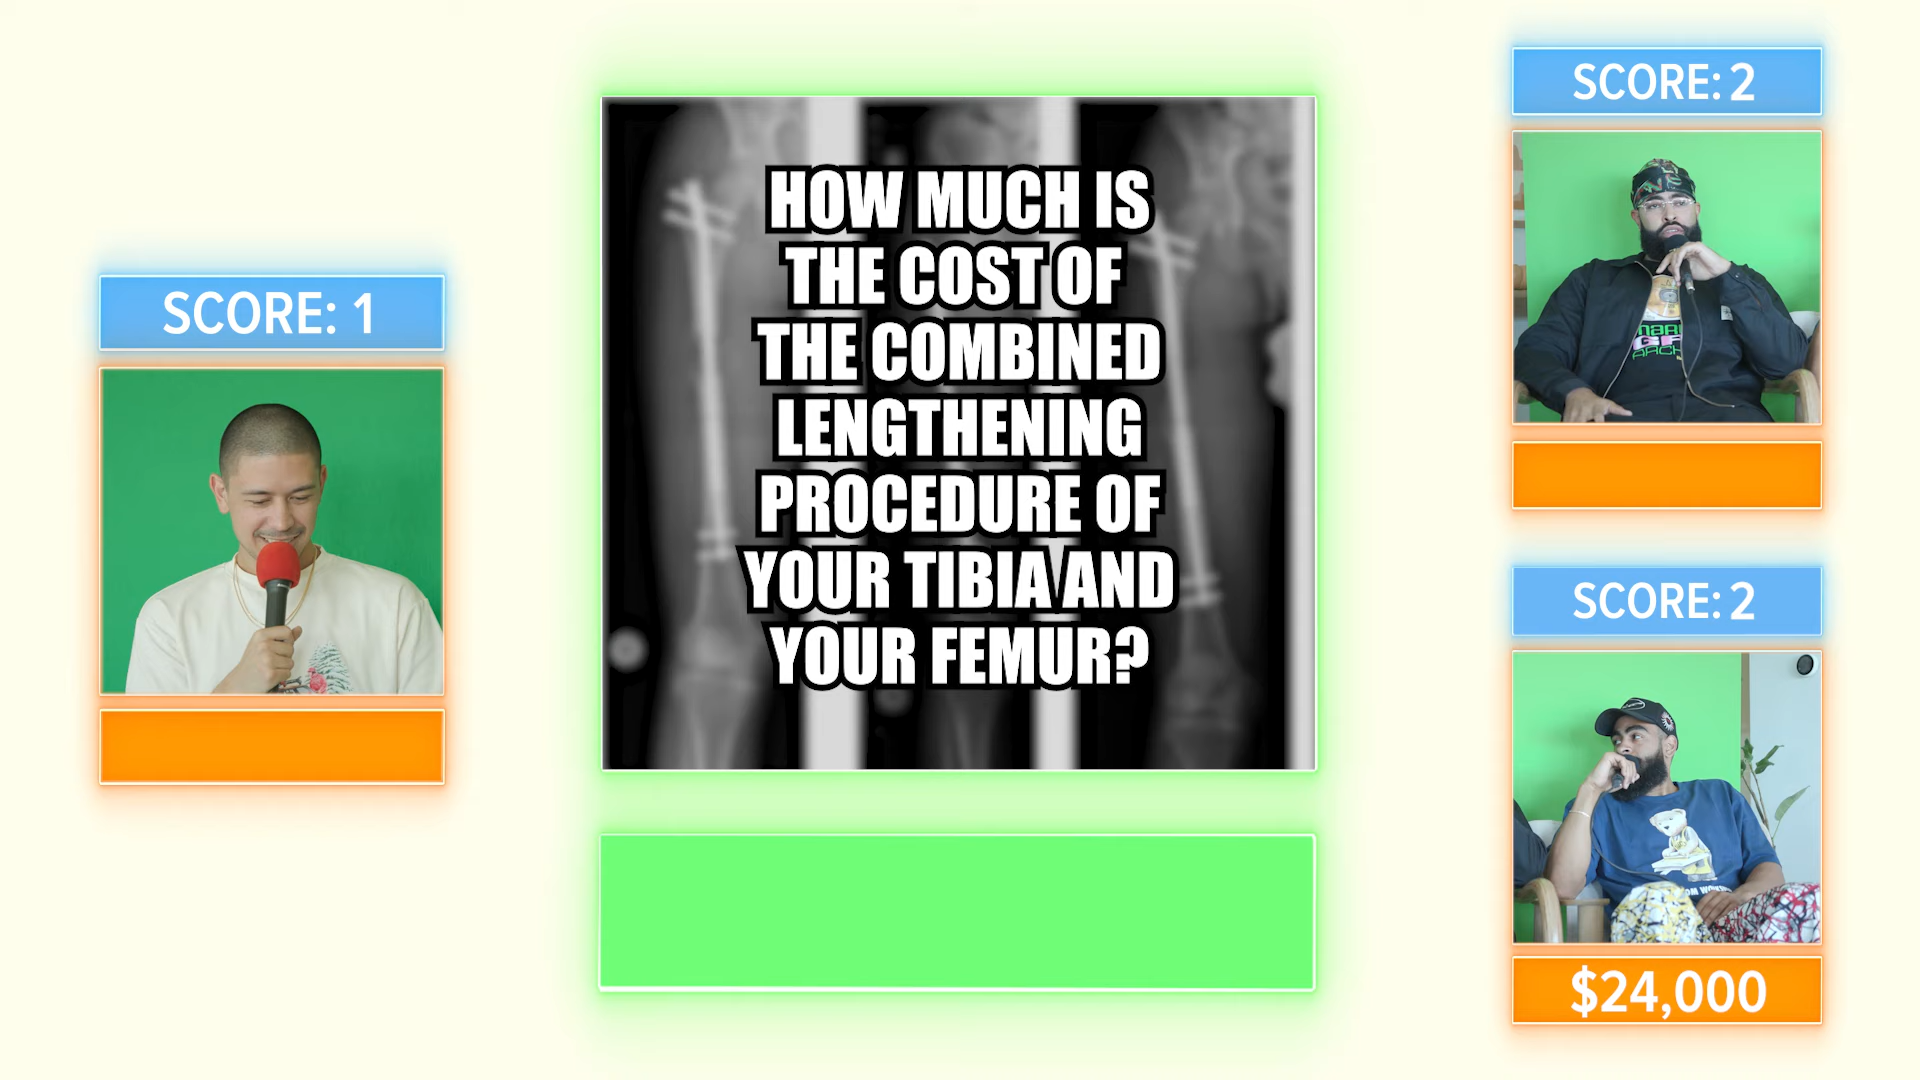 SCORE: 1
HOW MUCH IS
THE COST OF
THE COMBINED
LENGTHENING
PROCEDURE OF
YOUR TIBIA AND
YOUR FEMUR?
SCORE: 2
SCORE: 2
$24,000